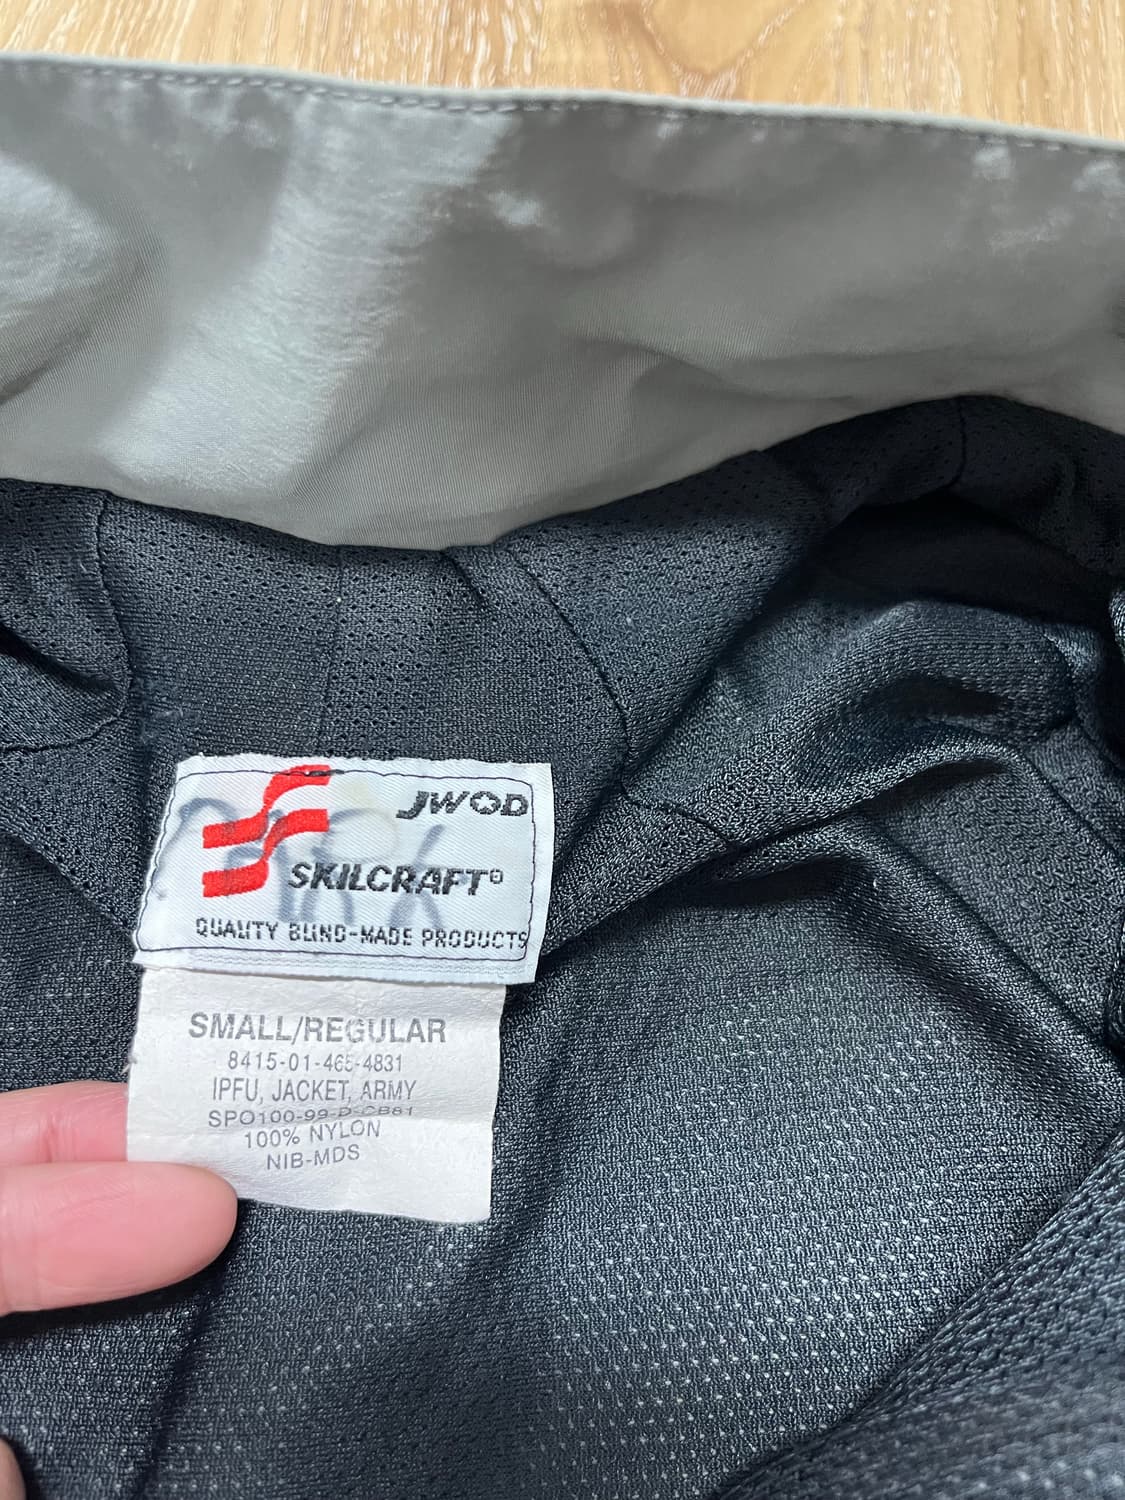 JWOD
SKILCRAFT®
QUALITY BLIND-MADE PRODUCTS
SMALL/REGULAR
8415-01-465-4831
IPFU, JACKET, ARMY
SPO100-99-D-CB61
100% NYLON
NIB-MDS